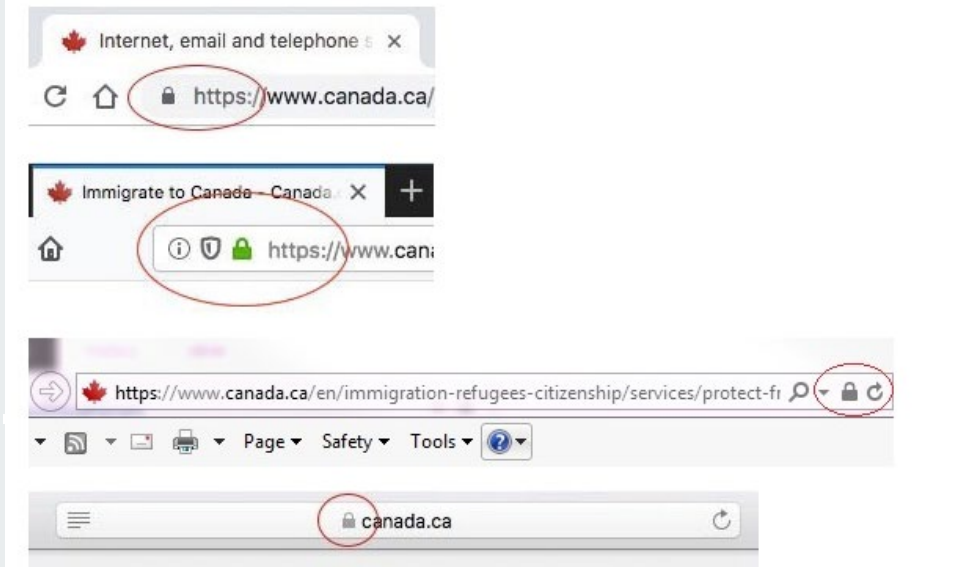 Internet, email and telephone s
https://www.canada.ca/
Immigrate to Canada - Canada.
https://www.cana
https://www.canada.ca/en/immigration-refugees-citizenship/services/protect-fr
Page Safety Tools
canada.ca